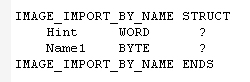 IMAGE_IMPORT_BY_NAME STRUCT
Hint WORD ?
Name1 BYTE ?
IMAGE_IMPORT_BY_NAME ENDS